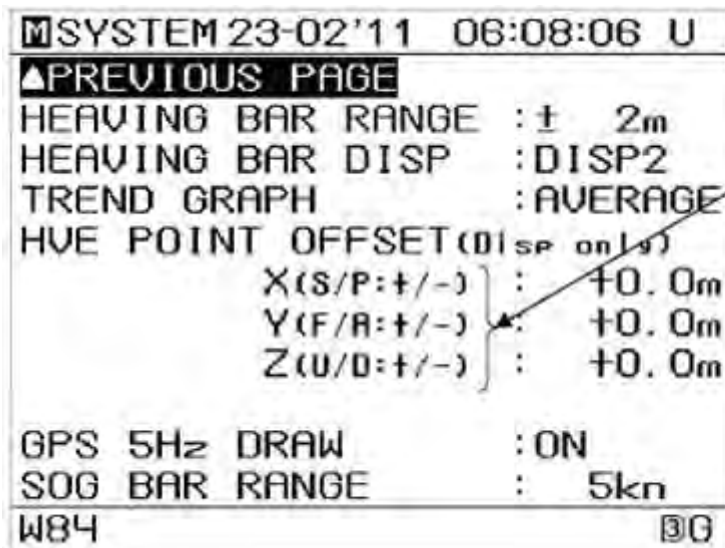 MSYSTEM 23-02'11 06:08:06 U
▲PREVIOUS PAGE
HEAVING BAR RANGE :± 2m
HEAVING BAR DISP :DISP2
TREND GRAPH :AVERAGE
HVE POINT OFFSET(Disp only)
X(S/P:+/-) : +0.0m
Y(F/A:+/-) : +0.0m
Z(U/D:+/-) : +0.0m
GPS 5Hz DRAW :ON
SOG BAR RANGE : 5kn
W84 3G